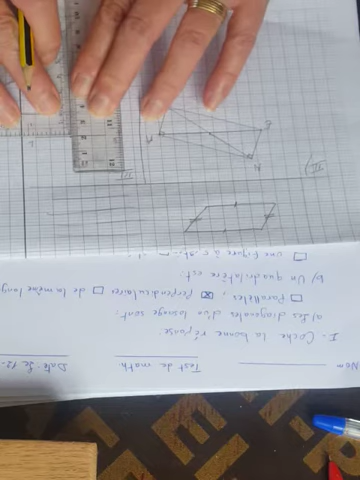 Nom
Test de math
Date: Le 12-
I - Coche la bonne réponse:
a) Les diagonales d'un losange sont:
Parallèles , Perpendiculaires de la même long
b) Un quadrilatère est:
une figure à
III)